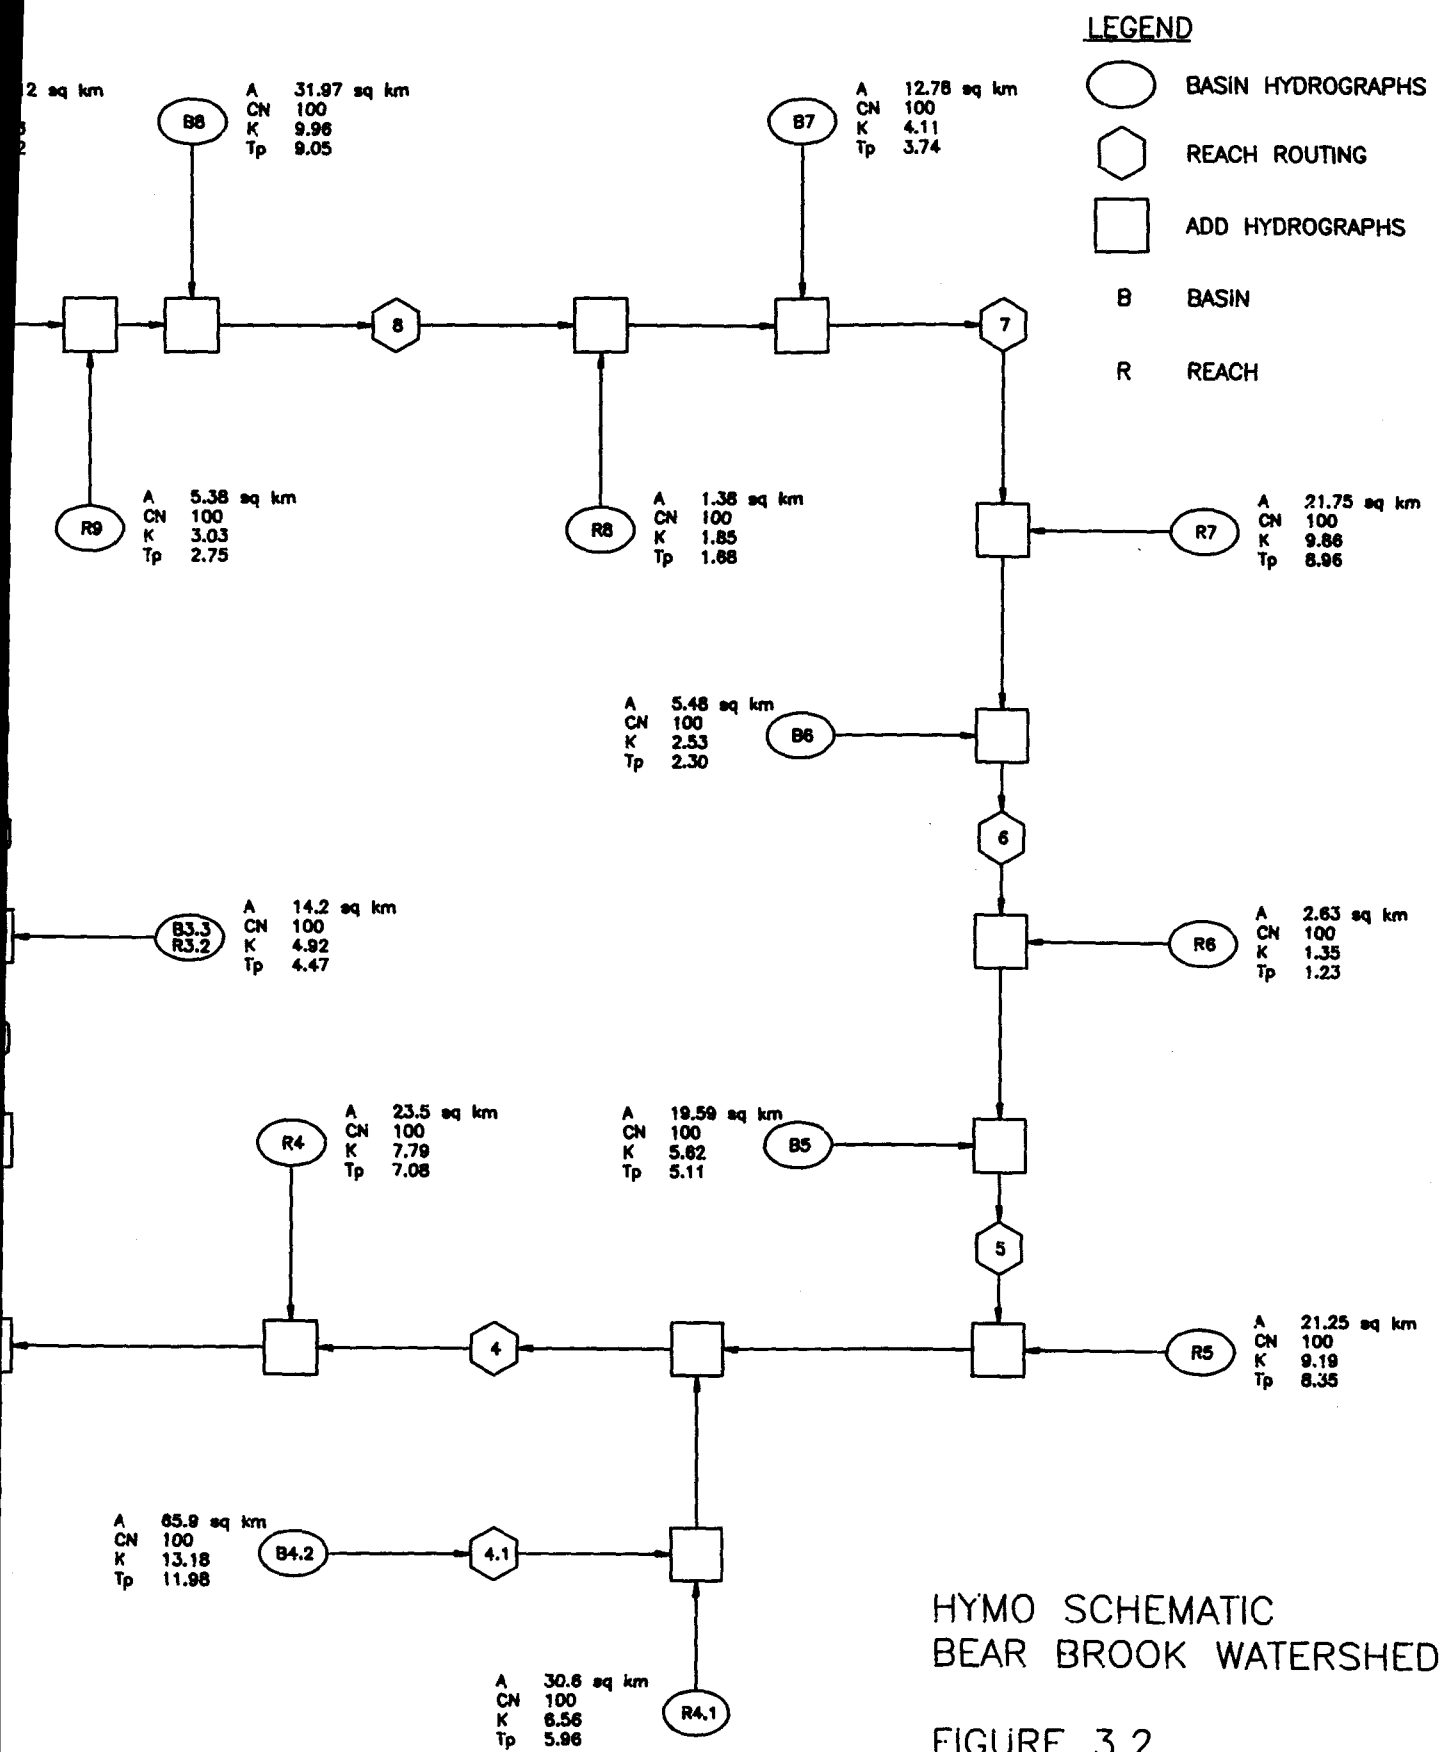 LEGEND
BASIN HYDROGRAPHS
REACH ROUTING
ADD HYDROGRAPHS
B BASIN
R REACH
sq km
B8
A 31.97 sq km
CN 100
K 9.96
Tp 9.05
B7
A 12.78 sq km
CN 100
K 4.11
Tp 3.74
8
7
R9
A 5.38 sq km
CN 100
K 3.03
Tp 2.75
R8
A 1.38 sq km
CN 100
K 1.85
Tp 1.68
R7
A 21.75 sq km
CN 100
K 9.86
Tp 8.96
A 5.48 sq km
CN 100
K 2.53
Tp 2.30
B6
6
B3.3
R3.2
A 14.2 sq km
CN 100
K 4.92
Tp 4.47
R6
A 2.63 sq km
CN 100
K 1.35
Tp 1.23
R4
A 23.5 sq km
CN 100
K 7.79
Tp 7.08
A 19.59 sq km
CN 100
K 5.62
Tp 5.11
B5
5
4
R5
A 21.25 sq km
CN 100
K 9.19
Tp 8.35
A 65.9 sq km
CN 100
K 13.18
Tp 11.98
B4.2
4.1
A 30.6 sq km
CN 100
K 6.56
Tp 5.96
R4.1
HYMO SCHEMATIC
BEAR BROOK WATERSHED
FIGURE 3.2